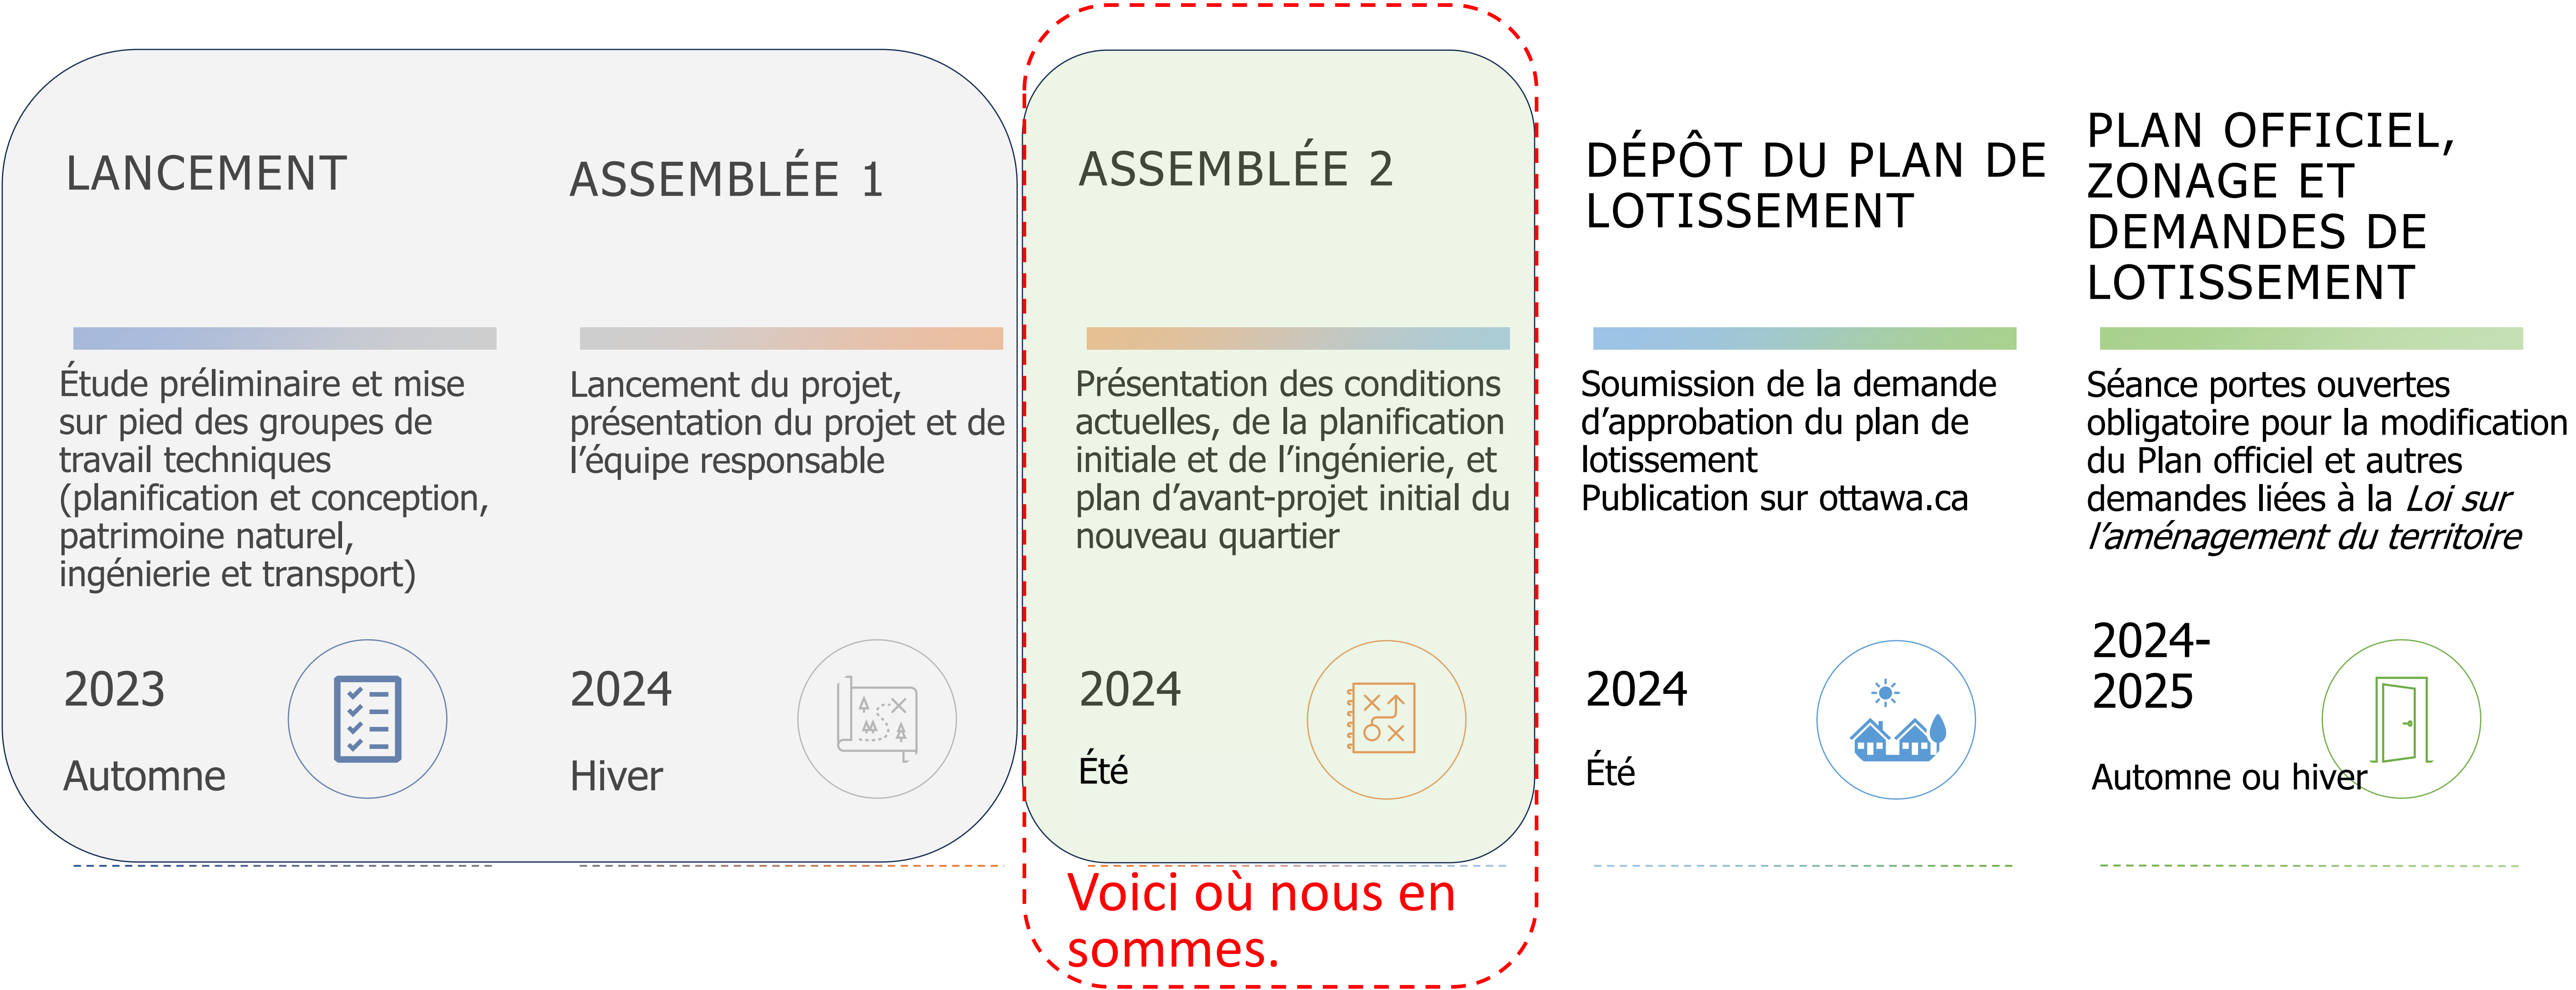 LANCEMENT
Étude préliminaire et mise
sur pied des groupes de
travail techniques
(planification et conception,
patrimoine naturel,
ingénierie et transport)
2023
Automne
ASSEMBLÉE 1
Lancement du projet,
présentation du projet et de
l’équipe responsable
2024
Hiver
ASSEMBLÉE 2
Présentation des conditions
actuelles, de la planification
initiale et de l’ingénierie, et
plan d’avant-projet initial du
nouveau quartier
2024
Été
Voici où nous en
sommes.
DÉPÔT DU PLAN DE
LOTISSEMENT
Soumission de la demande
d’approbation du plan de
lotissement
Publication sur ottawa.ca
2024
Été
PLAN OFFICIEL,
ZONAGE ET
DEMANDES DE
LOTISSEMENT
Séance portes ouvertes
obligatoire pour la modification
du Plan officiel et autres
demandes liées à la Loi sur
l’aménagement du territoire
2024-
2025
Automne ou hiver